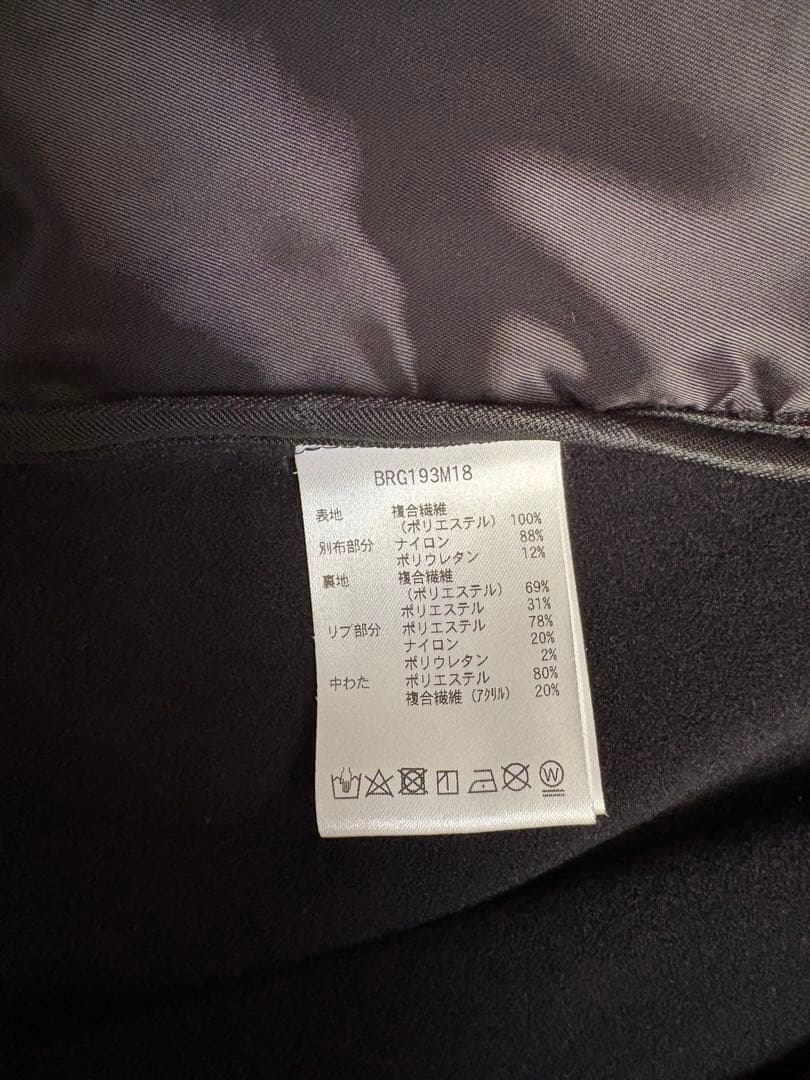 BRG193M18
表地 複合繊維
(ポリエステル) 100%
別布部分 ナイロン 88%
ポリウレタン 12%
裏地 複合繊維
(ポリエステル) 69%
ポリエステル 31%
リブ部分 ポリエステル 78%
ナイロン 20%
ポリウレタン 2%
中わた ポリエステル 80%
複合繊維(アクリル) 20%
W